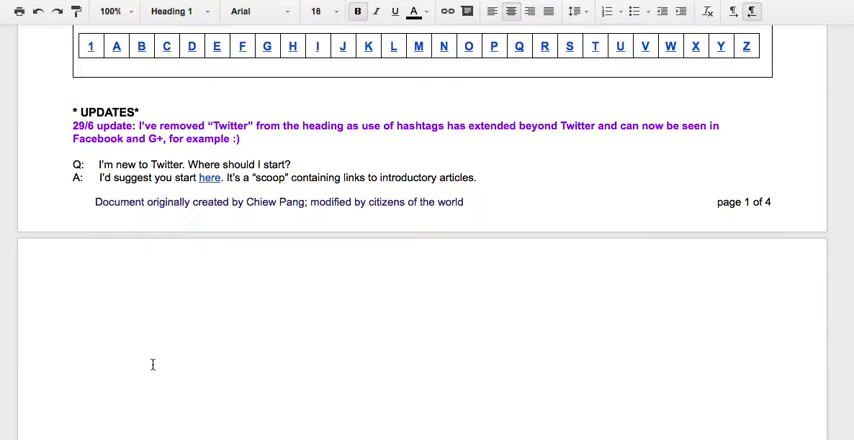 100% Heading 1 Arial 18 B I U A
1 A B C D E F G H I J K L M N O P Q R S T U V W X Y Z
* UPDATES*
29/6 update: I've removed “Twitter” from the heading as use of hashtags has extended beyond Twitter and can now be seen in
Facebook and G+, for example :)
Q: I'm new to Twitter. Where should I start?
A: I'd suggest you start here. It's a “scoop” containing links to introductory articles.
Document originally created by Chiew Pang; modified by citizens of the world page 1 of 4